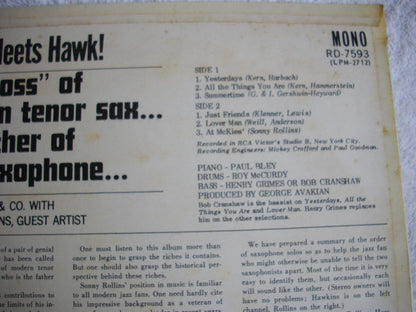 Meets Hawk!
MONO
RD-7593
(LPM-2712)
oss" of
n tenor sax...
ther of
xophone...
& CO. WITH
NS, GUEST ARTIST
SIDE 1
1. Yesterdays (Kern, Harbach)
2. All the Things You Are (Kern, Hammerstein)
3. Summertime (G. & I. Gershwin-Heyward)
SIDE 2
1. Just Friends (Klenner, Lewis)
2. Lover Man (Weill, Anderson)
3. At McKies' (Sonny Rollins)
Recorded in RCA Victor's Studio B, New York City.
Recording Engineers: Mickey Crofford and Paul Goodman.
PIANO - PAUL BLEY
DRUMS - ROY McCURDY
BASS - HENRY GRIMES OR BOB CRANSHAW
PRODUCED BY GEORGE AVAKIAN
Bob Cranshaw is the bassist on Yesterdays, All the
Things You Are and Lover Man. Henry Grimes replaces
him on the other selections.
of a pair of genial
has been called
of modern tenor
who is the father
contributions to
e limits of his in-
One must listen to this album more than
once to begin to grasp the riches it contains.
But one should also grasp the historical per-
spective behind these riches.
Sonny Rollins' position in music is familiar
to all modern jazz fans. One need hardly cite
his impressive background as a veteran of
We have prepared a summary of the order
of saxophone solos so as to help the jazz fan
who might otherwise be unable to tell the two
saxophonists apart. Most of the time it is very
easy to identify them, but occasionally each
will sound like the other. (Stereo owners will
have no problems; Hawkins is on the left
channel, Rollins on the right.)